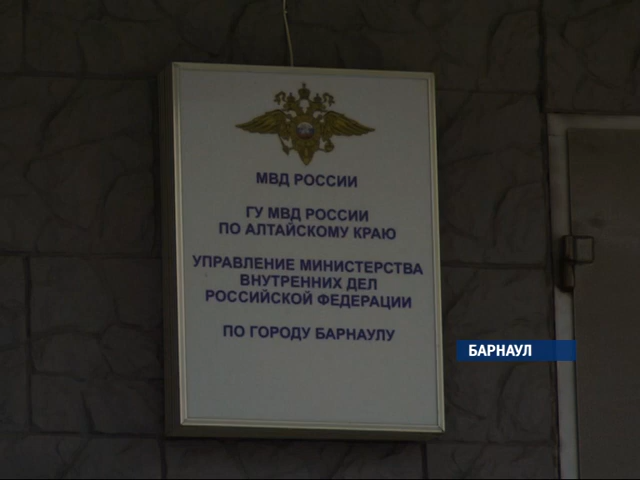 МВД РОССИИ
ГУ МВД РОССИИ
ПО АЛТАЙСКОМУ КРАЮ
УПРАВЛЕНИЕ МИНИСТЕРСТВА
ВНУТРЕННИХ ДЕЛ
РОССИЙСКОЙ ФЕДЕРАЦИИ
ПО ГОРОДУ БАРНАУЛУ
БАРНАУЛ